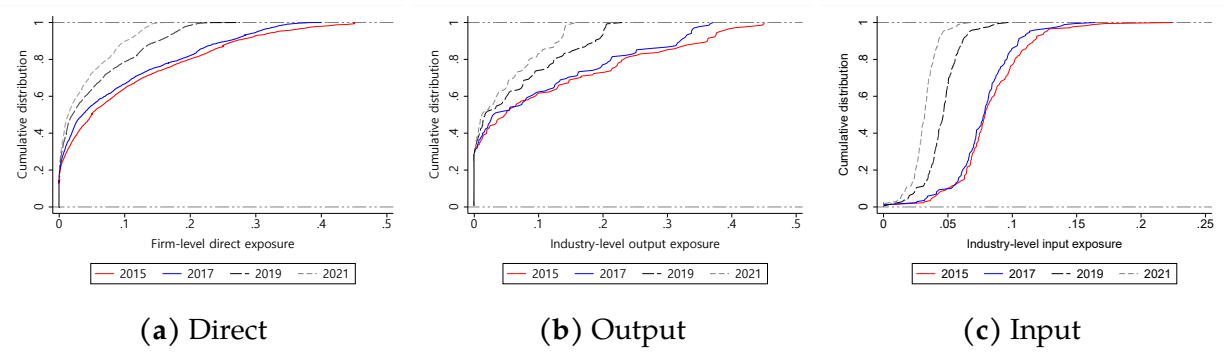 Cumulative distribution
0 .2 .4 .6 .8 1
0 .1 .2 .3 .4 .5
Firm-level direct exposure
2015 2017 2019 2021
(a) Direct
Cumulative distribution
0 .2 .4 .6 .8 1
0 .1 .2 .3 .4 .5
Industry-level output exposure
2015 2017 2019 2021
(b) Output
Cumulative distribution
0 .2 .4 .6 .8 1
0 .05 .1 .15 .2 .25
Industry-level input exposure
2015 2017 2019 2021
(c) Input